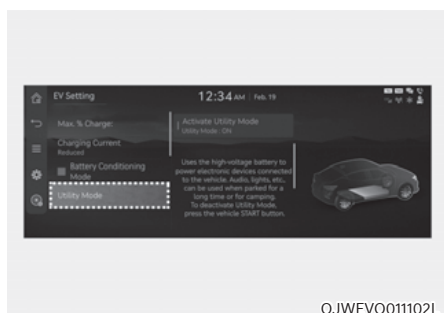 EV Setting
12:34 AM Feb. 19
Max. % Charge:
Charging Current
Reduced
Battery Conditioning
Mode
Utility Mode
Activate Utility Mode
Utility Mode : ON
Uses the high-voltage battery to
power electronic devices connected
to the vehicle. Audio, lights, etc.,
can be used when parked for a
long time or for camping.
To deactivate Utility Mode,
press the vehicle START button.
OJWEVQ011102L